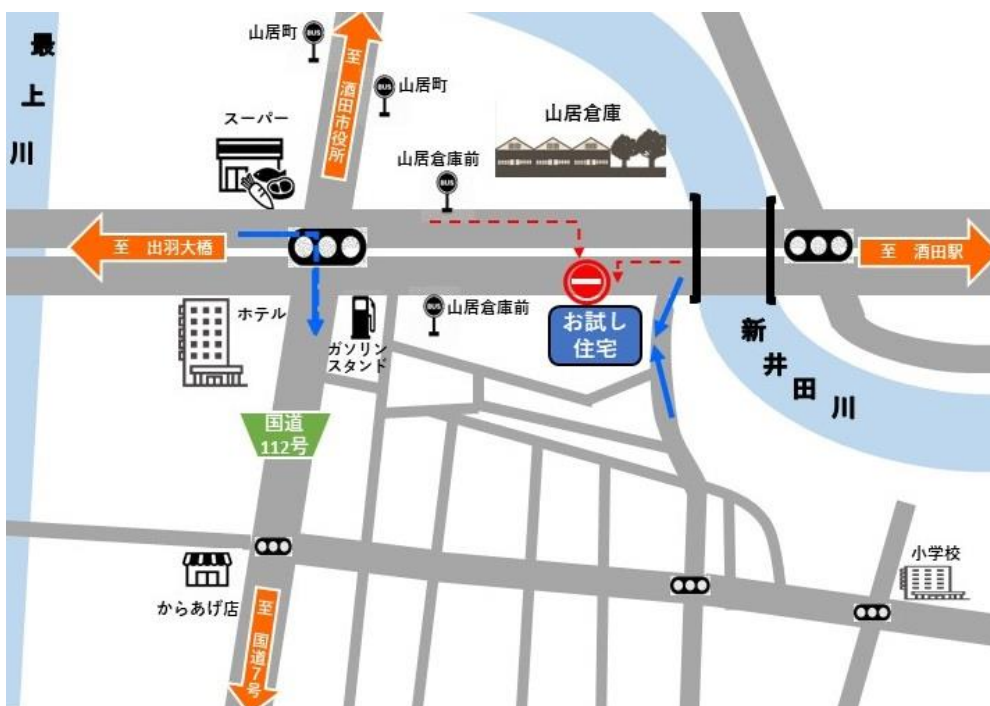 最上川
山居町
BUS
至 酒田市役所
BUS
山居町
スーパー
山居倉庫前
BUS
山居倉庫
至 出羽大橋
至 酒田駅
ホテル
ガソリン
スタンド
BUS
山居倉庫前
お試し
住宅
新井田川
国道
112号
からあげ店
至 国道7号
小学校